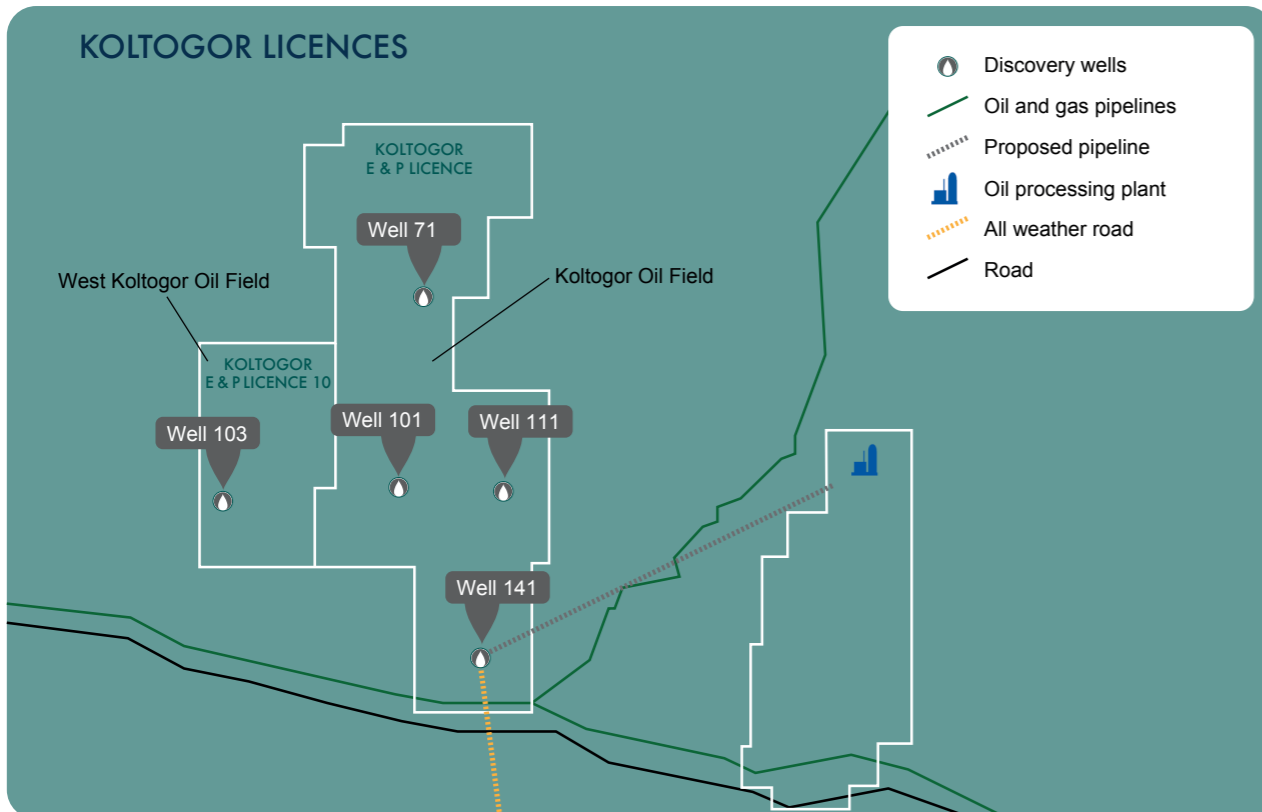 KOLTOGOR LICENCES
Discovery wells
Oil and gas pipelines
Proposed pipeline
Oil processing plant
All weather road
Road
KOLTOGOR
E & P LICENCE
Well 71
West Koltogor Oil Field
Koltogor Oil Field
KOLTOGOR
E & P LICENCE 10
Well 103
Well 101
Well 111
Well 141